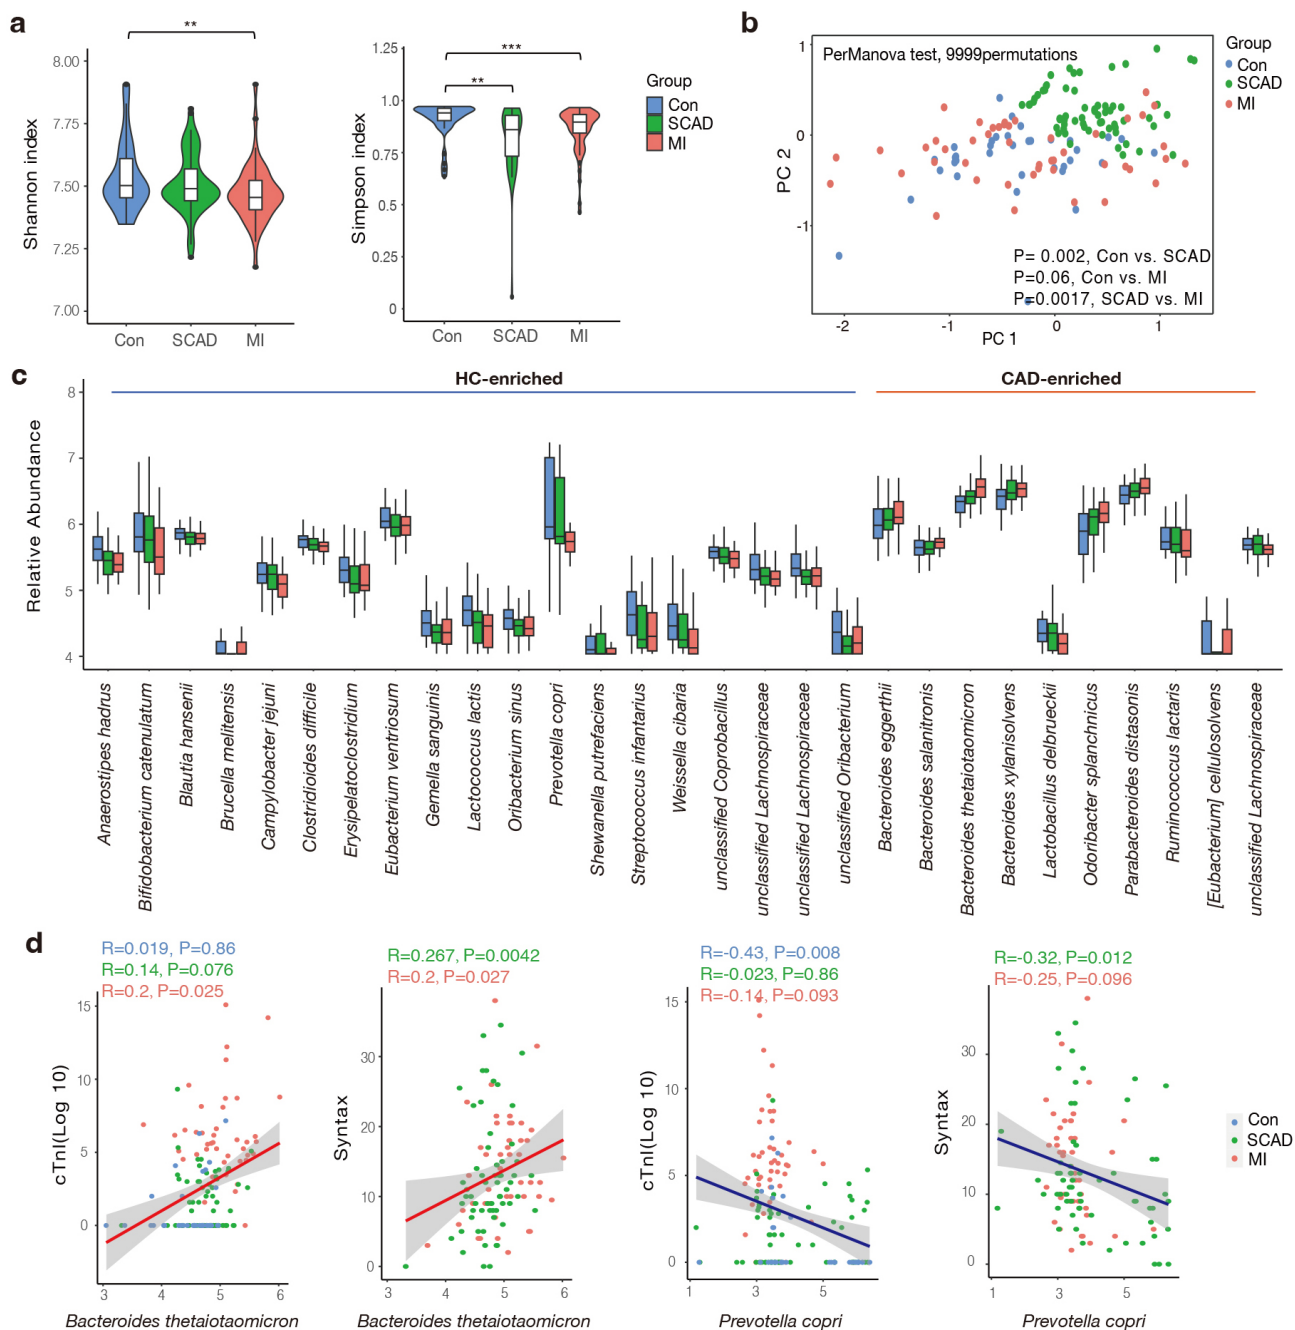 a
**
8.00
7.75
7.50
7.25
7.00
Shannon index
Con
SCAD
MI
***
**
1.25
1.0
0.75
0.5
0.25
0
Simpson index
Con
SCAD
MI
Group
Con
SCAD
MI
b
PerManova test, 9999permutations
1
0
-1
PC 2
P= 0.002, Con vs. SCAD
P=0.06, Con vs. MI
P=0.0017, SCAD vs. MI
-2
-1
0
1
PC 1
Group
Con
SCAD
MI
c
HC-enriched
CAD-enriched
8
7
6
5
4
Relative Abundance
Anaerostipes hadrus
Bifidobacterium catenulatum
Blautia hansenii
Brucella melitensis
Campylobacter jejuni
Clostridioides difficile
Erysipelatoclostridium
Eubacterium ventriosum
Gemella sanguinis
Lactococcus lactis
Oribacterium sinus
Prevotella copri
Shewanella putrefaciens
Streptococcus infantarius
Weissella cibaria
unclassified Coprobacillus
unclassified Lachnospiraceae
unclassified Lachnospiraceae
unclassified Oribacterium
Bacteroides eggerthii
Bacteroides salanitronis
Bacteroides thetaiotaomicron
Bacteroides xylanisolvens
Lactobacillus delbrueckii
Odoribacter splanchnicus
Parabacteroides distasonis
Ruminococcus lactaris
[Eubacterium] cellulosolvens
unclassified Lachnospiraceae
d
R=0.019, P=0.86
R=0.14, P=0.076
R=0.2, P=0.025
15
10
5
0
cTnI(Log 10)
3
4
5
6
Bacteroides thetaiotaomicron
R=0.267, P=0.0042
R=0.2, P=0.027
30
20
10
0
Syntax
3
4
5
6
Bacteroides thetaiotaomicron
R=-0.43, P=0.008
R=-0.023, P=0.86
R=-0.14, P=0.093
15
10
5
0
cTnI(Log 10)
1
3
5
Prevotella copri
R=-0.32, P=0.012
R=-0.25, P=0.096
30
20
10
0
Syntax
1
3
5
Prevotella copri
Con
SCAD
MI